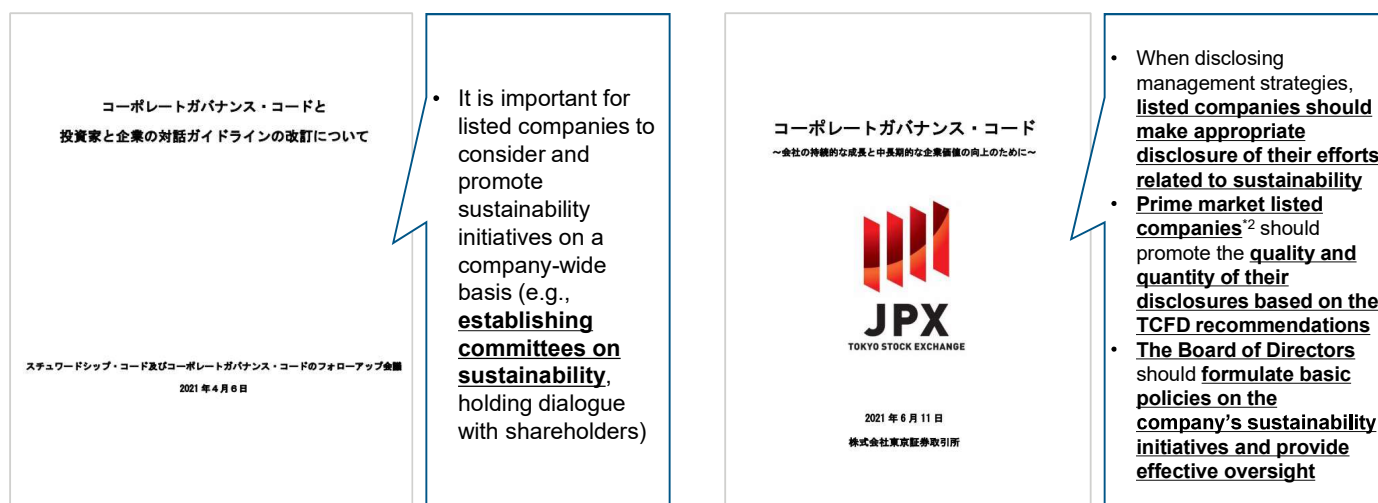 コーポレートガバナンス・コードと
投資家と企業の対話ガイドラインの改訂について
スチュワードシップ・コード及びコーポレートガバナンス・コードのフォローアップ会議
2021年4月6日
• It is important for
listed companies to
consider and
promote
sustainability
initiatives on a
company-wide
basis (e.g.,
establishing
committees on
sustainability,
holding dialogue
with shareholders)
コーポレートガバナンス・コード
～会社の持続的な成長と中長期的な企業価値の向上のために～
JPX
TOKYO STOCK EXCHANGE
2021年6月11日
株式会社東京証券取引所
• When disclosing
management strategies,
listed companies should
make appropriate
disclosure of their efforts
related to sustainability
• Prime market listed
companies*2 should
promote the quality and
quantity of their
disclosures based on the
TCFD recommendations
• The Board of Directors
should formulate basic
policies on the
company's sustainability
initiatives and provide
effective oversight